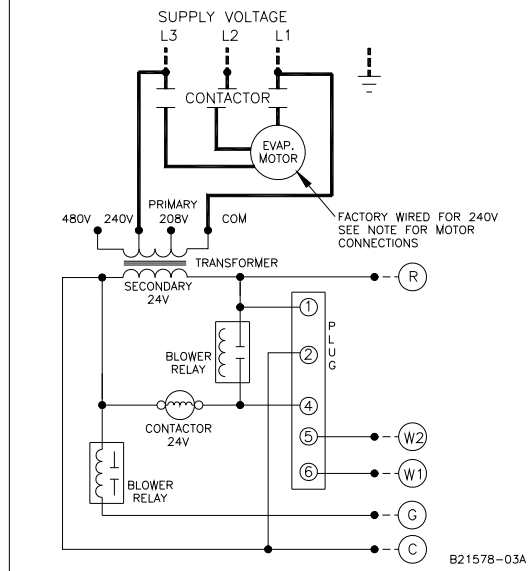 SUPPLY VOLTAGE
L3 L2 L1
CONTACTOR
EVAP.
MOTOR
PRIMARY
480V 240V 208V COM
FACTORY WIRED FOR 240V
SEE NOTE FOR MOTOR
CONNECTIONS
TRANSFORMER
SECONDARY
24V
R
1
PLUG
2
BLOWER
RELAY
4
CONTACTOR
24V
5 W2
6 W1
BLOWER
RELAY
G
C
B21578-03A